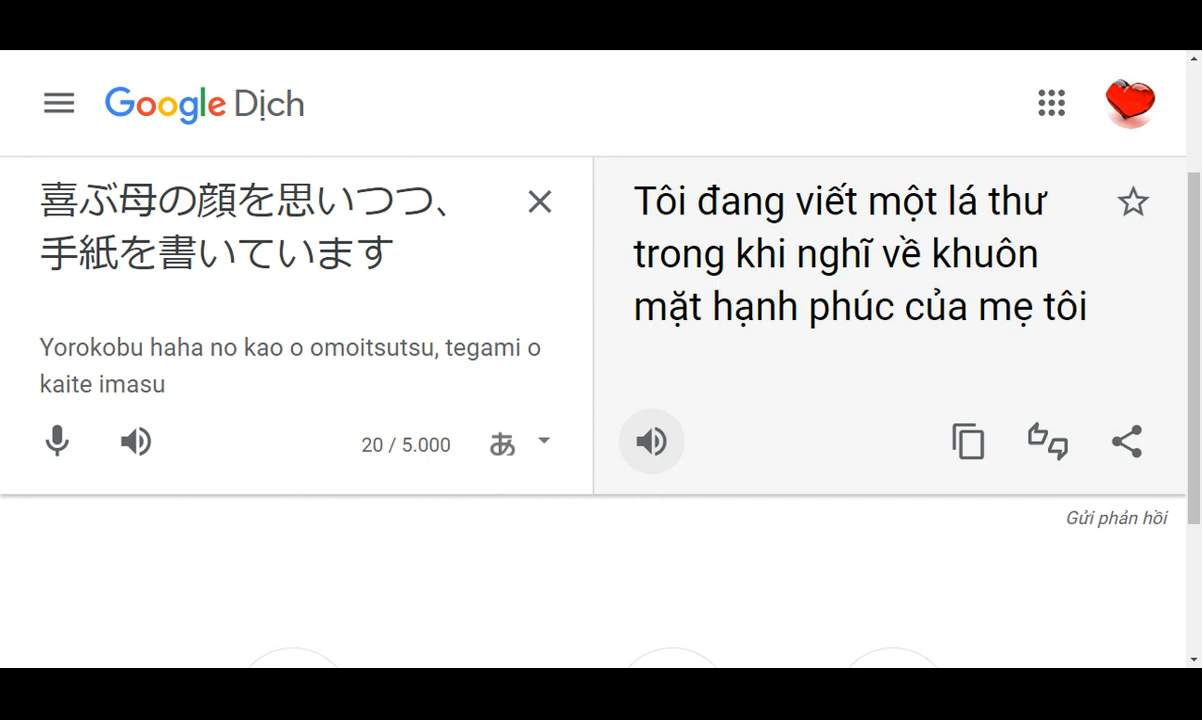 Google Dịch
喜ぶ母の顔を思いつつ、
手紙を書いています
Yorokobu haha no kao o omoitsutsu, tegami o
kaite imasu
20 / 5.000
あ
Tôi đang viết một lá thư
trong khi nghĩ về khuôn
mặt hạnh phúc của mẹ tôi
Gửi phản hồi